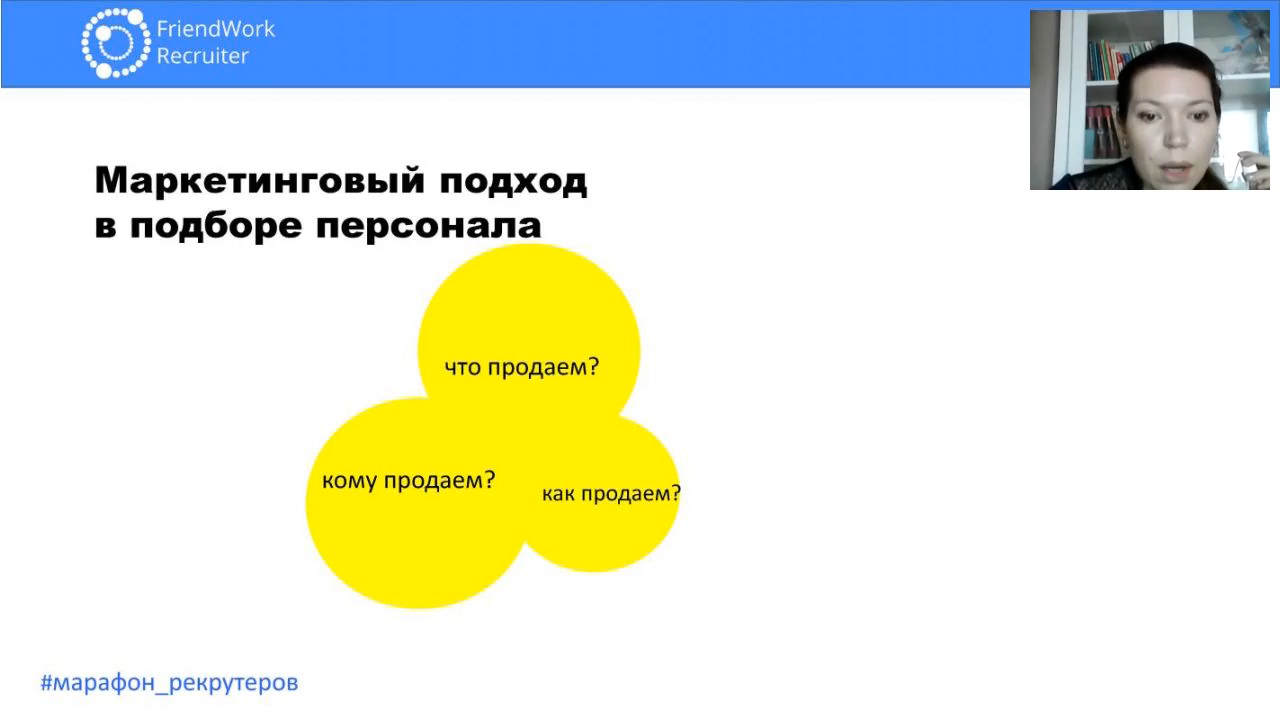 FriendWork
Recruiter
Маркетинговый подход
в подборе персонала
что продаем?
кому продаем?
как продаем?
#марафон_рекрутеров